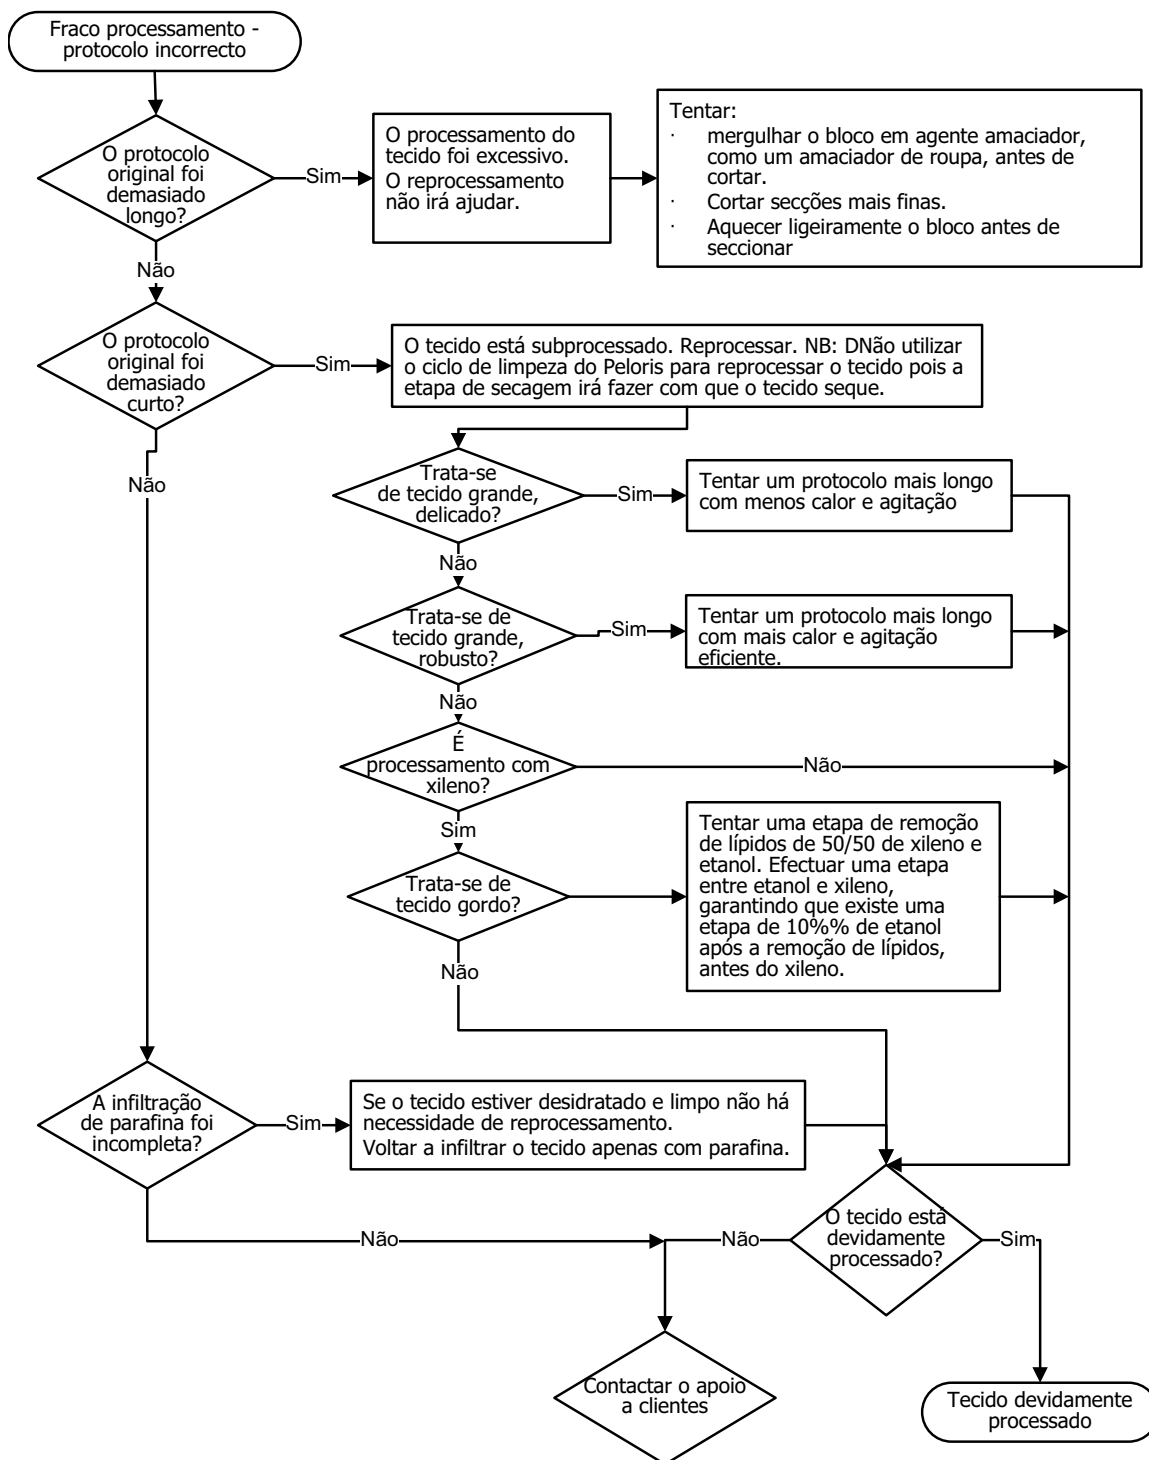 Fraco processamento -
protocolo incorrecto
O protocolo
original foi
demasiado
longo?
Sim
O processamento do
tecido foi excessivo.
O reprocessamento
não irá ajudar.
Tentar:
· mergulhar o bloco em agente amaciador,
como um amaciador de roupa, antes de
cortar.
· Cortar secções mais finas.
· Aquecer ligeiramente o bloco antes de
seccionar
Não
O protocolo
original foi
demasiado
curto?
Sim
O tecido está subprocessado. Reprocessar. NB: DNão utilizar
o ciclo de limpeza do Peloris para reprocessar o tecido pois a
etapa de secagem irá fazer com que o tecido seque.
Não
Trata-se
de tecido grande,
delicado?
Sim
Tentar um protocolo mais longo
com menos calor e agitação
Não
Trata-se de
tecido grande,
robusto?
Sim
Tentar um protocolo mais longo
com mais calor e agitação
eficiente.
Não
É
processamento com
xileno?
Não
Sim
Trata-se de
tecido gordo?
Tentar uma etapa de remoção
de lípidos de 50/50 de xileno e
etanol. Efectuar uma etapa
entre etanol e xileno,
garantindo que existe uma
etapa de 10%% de etanol
após a remoção de lípidos,
antes do xileno.
Não
A infiltração
de parafina foi
incompleta?
Sim
Se o tecido estiver desidratado e limpo não há
necessidade de reprocessamento.
Voltar a infiltrar o tecido apenas com parafina.
Não
O tecido está
devidamente
processado?
Não
Sim
Contactar o apoio
a clientes
Tecido devidamente
processado